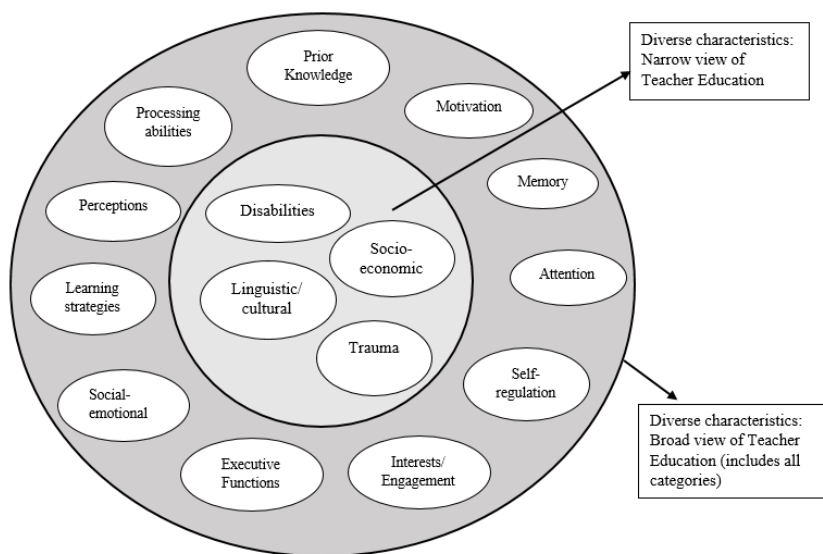 Prior
Knowledge
Diverse characteristics:
Narrow view of
Teacher Education
Processing
abilities
Motivation
Memory
Perceptions
Disabilities
Socio-
economic
Attention
Learning
strategies
Linguistic/
cultural
Trauma
Self-
regulation
Social-
emotional
Diverse characteristics:
Broad view of Teacher
Education (includes all
categories)
Executive
Functions
Interests/
Engagement